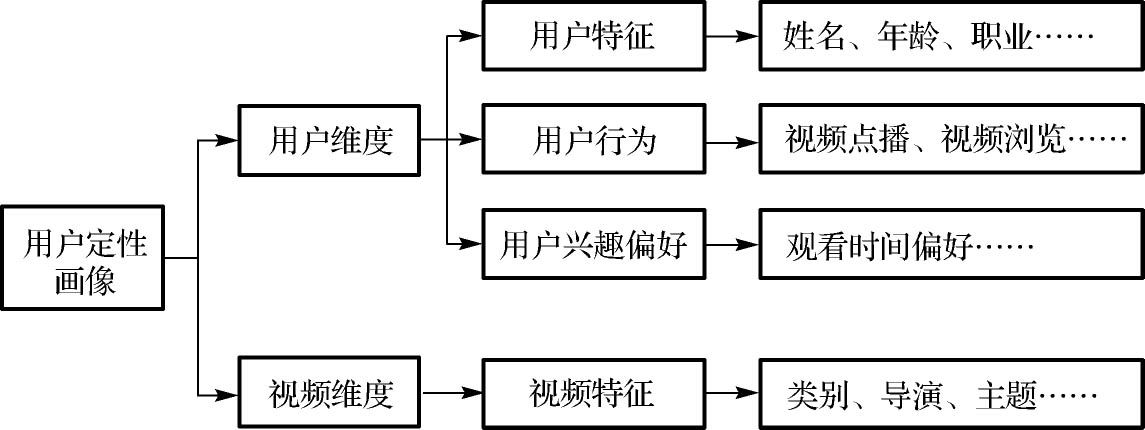 用户特征
姓名、年龄、职业……
用户维度
用户行为
视频点播、视频浏览……
用户定性
画像
用户兴趣偏好
观看时间偏好……
视频维度
视频特征
类别、导演、主题……